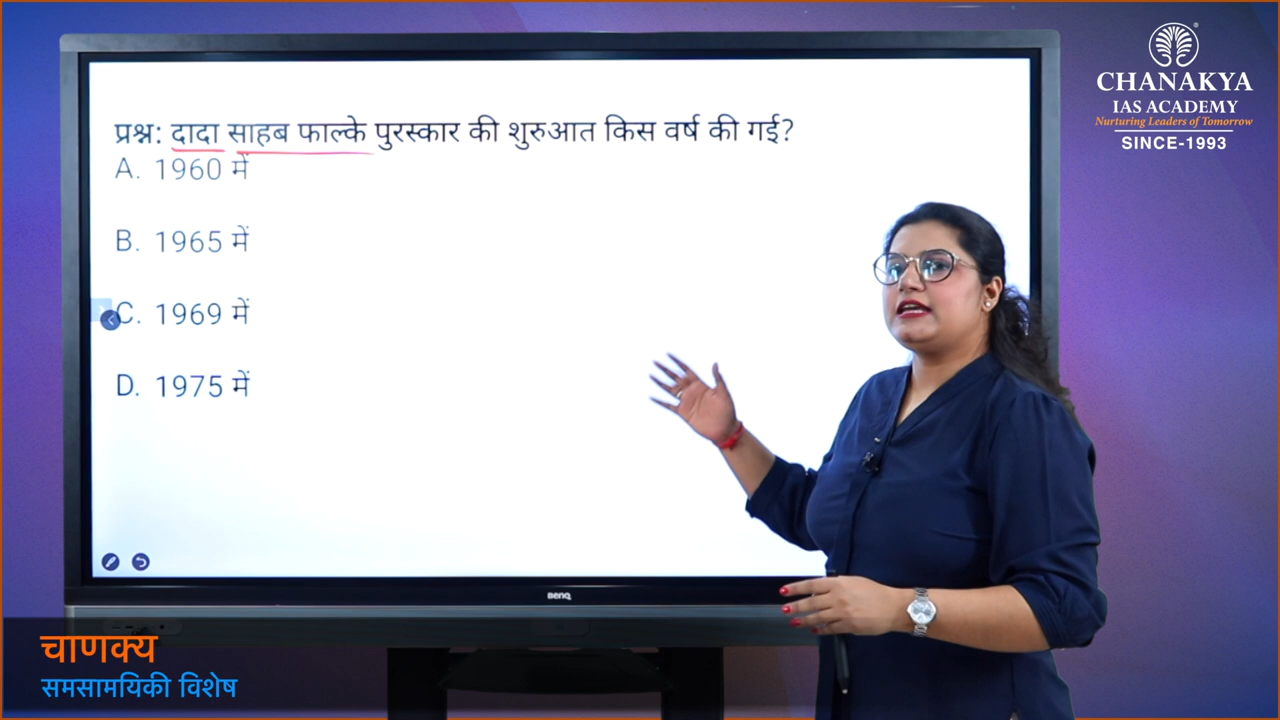 प्रश्न: दादा साहब फाल्के पुरस्कार की शुरुआत किस वर्ष की गई?
A. 1960 में
B. 1965 में
C. 1969 में
D. 1975 में
BENQ
CHANAKYA
IAS ACADEMY
Nurturing Leaders of Tomorrow
SINCE-1993
चाणक्य
समसामयिकी विशेष